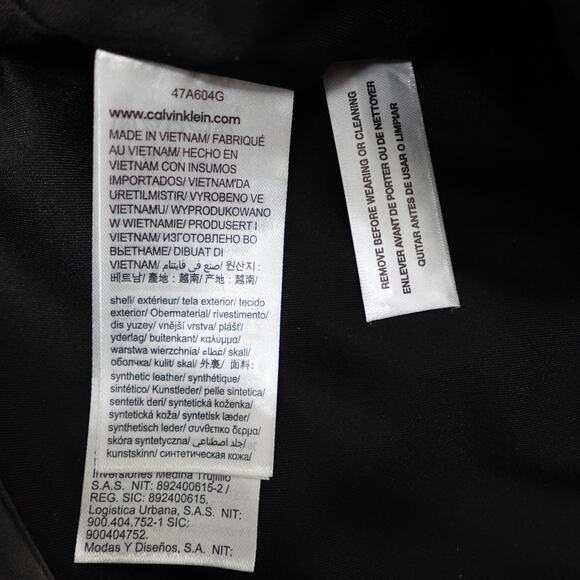 47A604G
www.calvinklein.com
MADE IN VIETNAM/ FABRIQUÉ
AU VIETNAM/ HECHO EN
VIETNAM CON INSUMOS
IMPORTADOS/ VIETNAM'DA
URETILMISTIR/ VYROBENO VE
VIETNAMU/ WYPRODUKOWANO
W WIETNAMIE/ PRODUSERT I
VIETNAM/ ИЗГОТОВЛЕНО ВО
ВЬЕТНАМЕ/ DIBUAT DI
VIETNAM/ صنع في فايتنام/ 원산지 :
베트남/ 產地 : 越南/ 产地 : 越南/
shell/ extérieur/ tela exterior/ tecido
exterior/ Obermaterial/ rivestimento/
dis yuzey/ vnější vrstva/ plášť/
yderlag/ buitenkant/ καλυμμα/
warstwa wierzchnia/ غطاء/ skall/
оболочка/ kulit/ skal/ 外裏/ 面料:
synthetic leather/ synthétique/
sintético/ Kunstleder/ pelle sintetica/
sentetik deri/ syntetická koženka/
syntetická koža/ syntetisk læder/
synthetisch leder/ συνθετικο δερμα/
skóra syntetyczna/ جلد اصطناعي/
kunstskinn/ синтетическая кожа/
Inversiones Medina Trujillo
S.A.S. NIT: 892400615-2 /
REG. SIC: 892400615.
Logistica Urbana, S.A.S. NIT:
900.404.752-1 SIC:
900404752.
Modas Y Diseños, S.A. NIT:
REMOVE BEFORE WEARING OR CLEANING
ENLEVER AVANT DE PORTER OU DE NETTOYER
QUITAR ANTES DE USAR O LIMPIAR